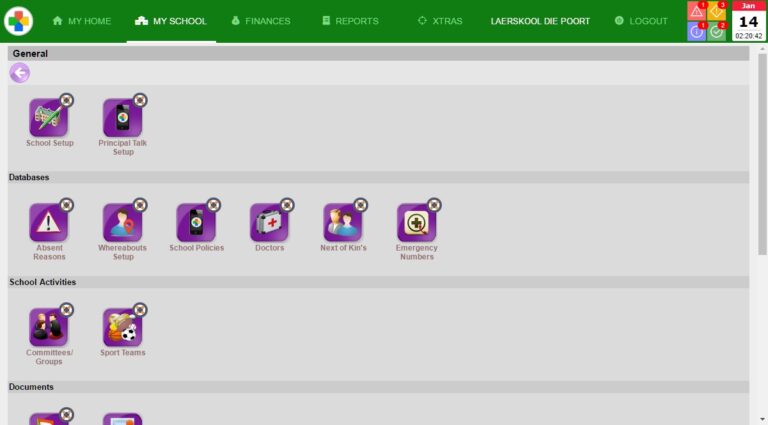 MY HOME
MY SCHOOL
FINANCES
REPORTS
XTRAS
LAERSKOOL DIE POORT
LOGOUT
1
3
1
2
Jan
14
02:20:42
General
School Setup
Principal Talk
Setup
Databases
Absent
Reasons
Whereabouts
Setup
School Policies
Doctors
Next of Kin's
Emergency
Numbers
School Activities
Committees/
Groups
Sport Teams
Documents